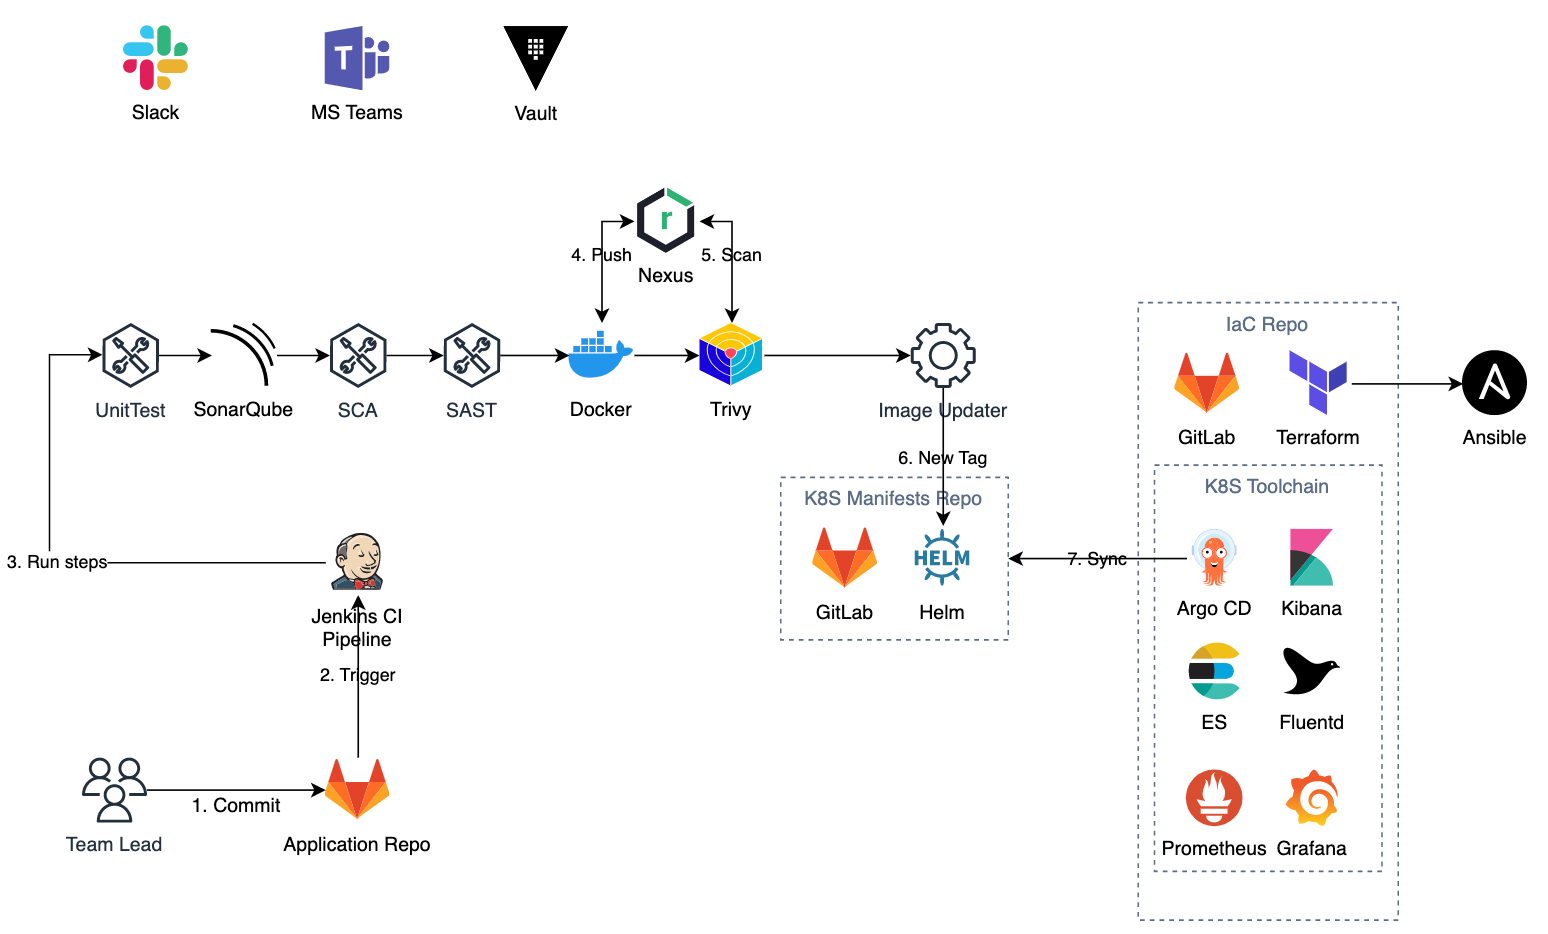 Slack
MS Teams
Vault
4. Push
5. Scan
Nexus
r
T
UnitTest
SonarQube
SCA
SAST
Docker
Trivy
Image Updater
6. New Tag
K8S Manifests Repo
GitLab
HELM
Helm
IaC Repo
GitLab
Terraform
Ansible
K8S Toolchain
7. Sync
Argo CD
Kibana
ES
Fluentd
Prometheus
Grafana
3. Run steps
Jenkins CI
Pipeline
2. Trigger
1. Commit
Team Lead
Application Repo